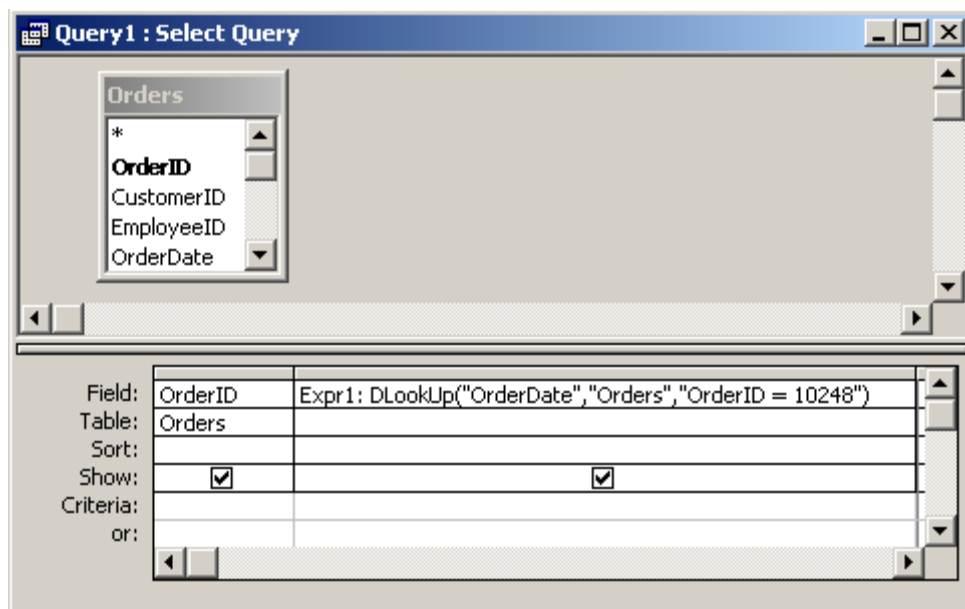 Query1 : Select Query
Orders
*
OrderID
CustomerID
EmployeeID
OrderDate
Field: OrderID Expr1: DLookUp("OrderDate","Orders","OrderID = 10248")
Table: Orders
Sort:
Show:
Criteria:
or: